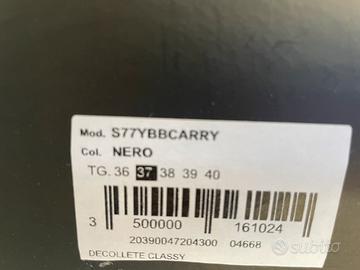 Mod. S77YBBCARRY
Col. NERO
TG. 36 37 38 39 40
3 500000 161024
20390047204300 04668
DECOLLETE CLASSY
subito